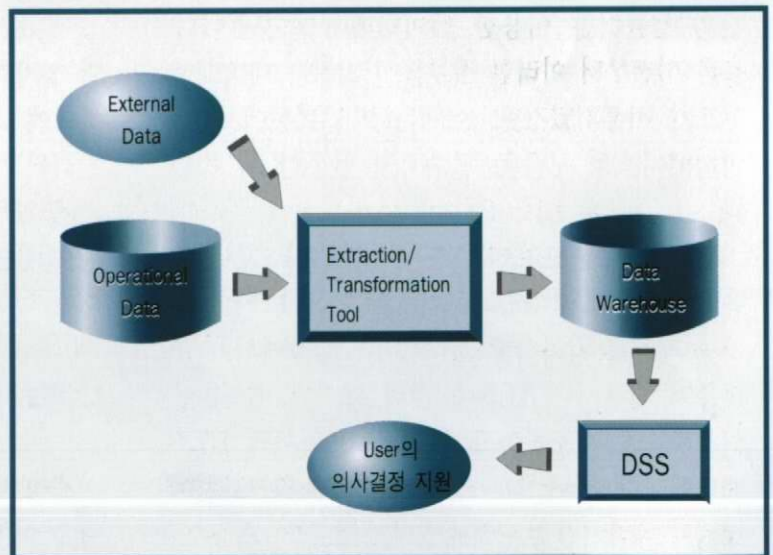 External
Data
Operational
Data
Extraction/
Transformation
Tool
Data
Warehouse
User의
의사결정 지원
DSS